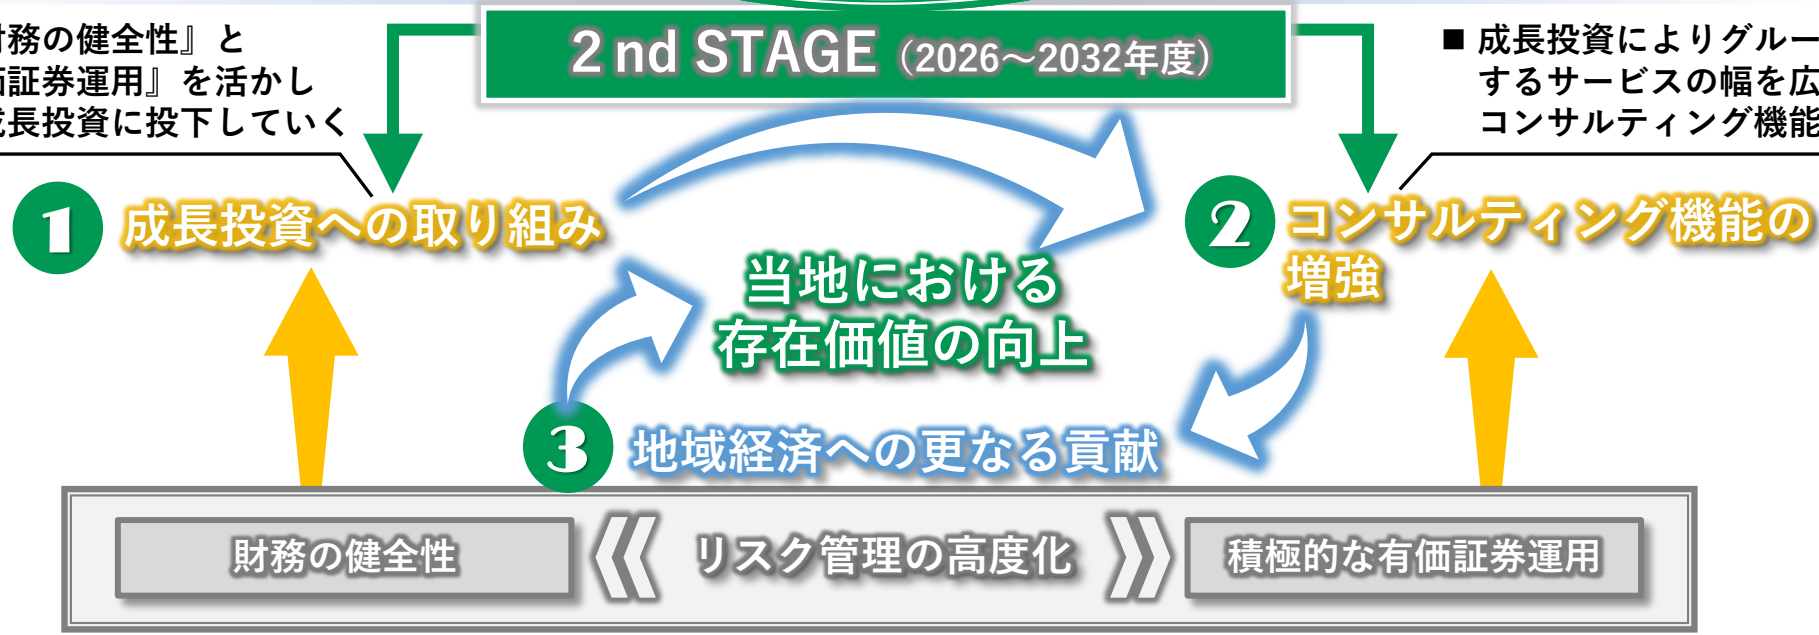 2 nd STAGE（2026～2032年度）
務の健全性』と
証券運用』を活かし
長投資に投下していく
■ 成長投資によりグルー
するサービスの幅を広
コンサルティング機能
1 成長投資への取り組み
2 コンサルティング機能の
増強
当地における
存在価値の向上
3 地域経済への更なる貢献
財務の健全性
リスク管理の高度化
積極的な有価証券運用